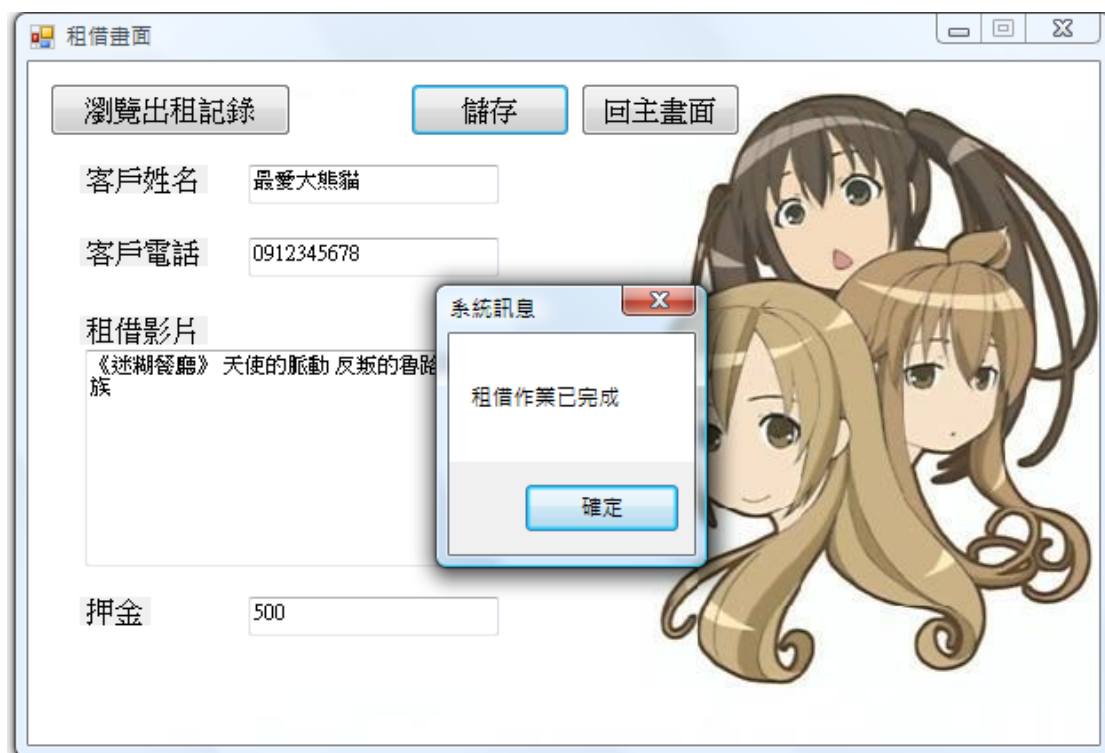 租借畫面
瀏覽出租記錄
儲存
回主畫面
客戶姓名
最愛大熊貓
客戶電話
0912345678
系統訊息
租借影片
《迷糊餐廳》 天使的脈動 反叛的魯路
族
租借作業已完成
確定
押金
500